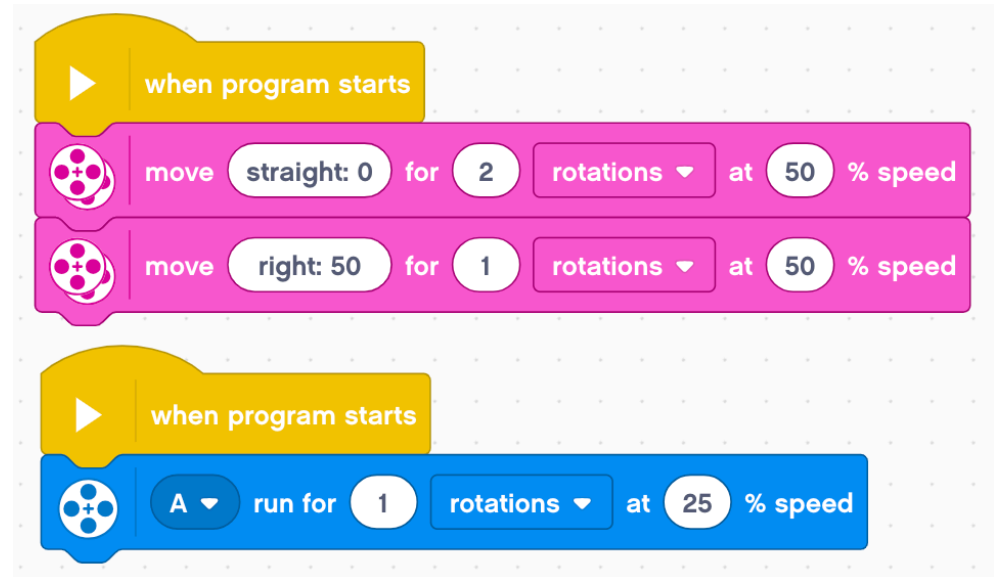 when program starts
move straight: 0 for 2 rotations at 50 % speed
move right: 50 for 1 rotations at 50 % speed
when program starts
A run for 1 rotations at 25 % speed